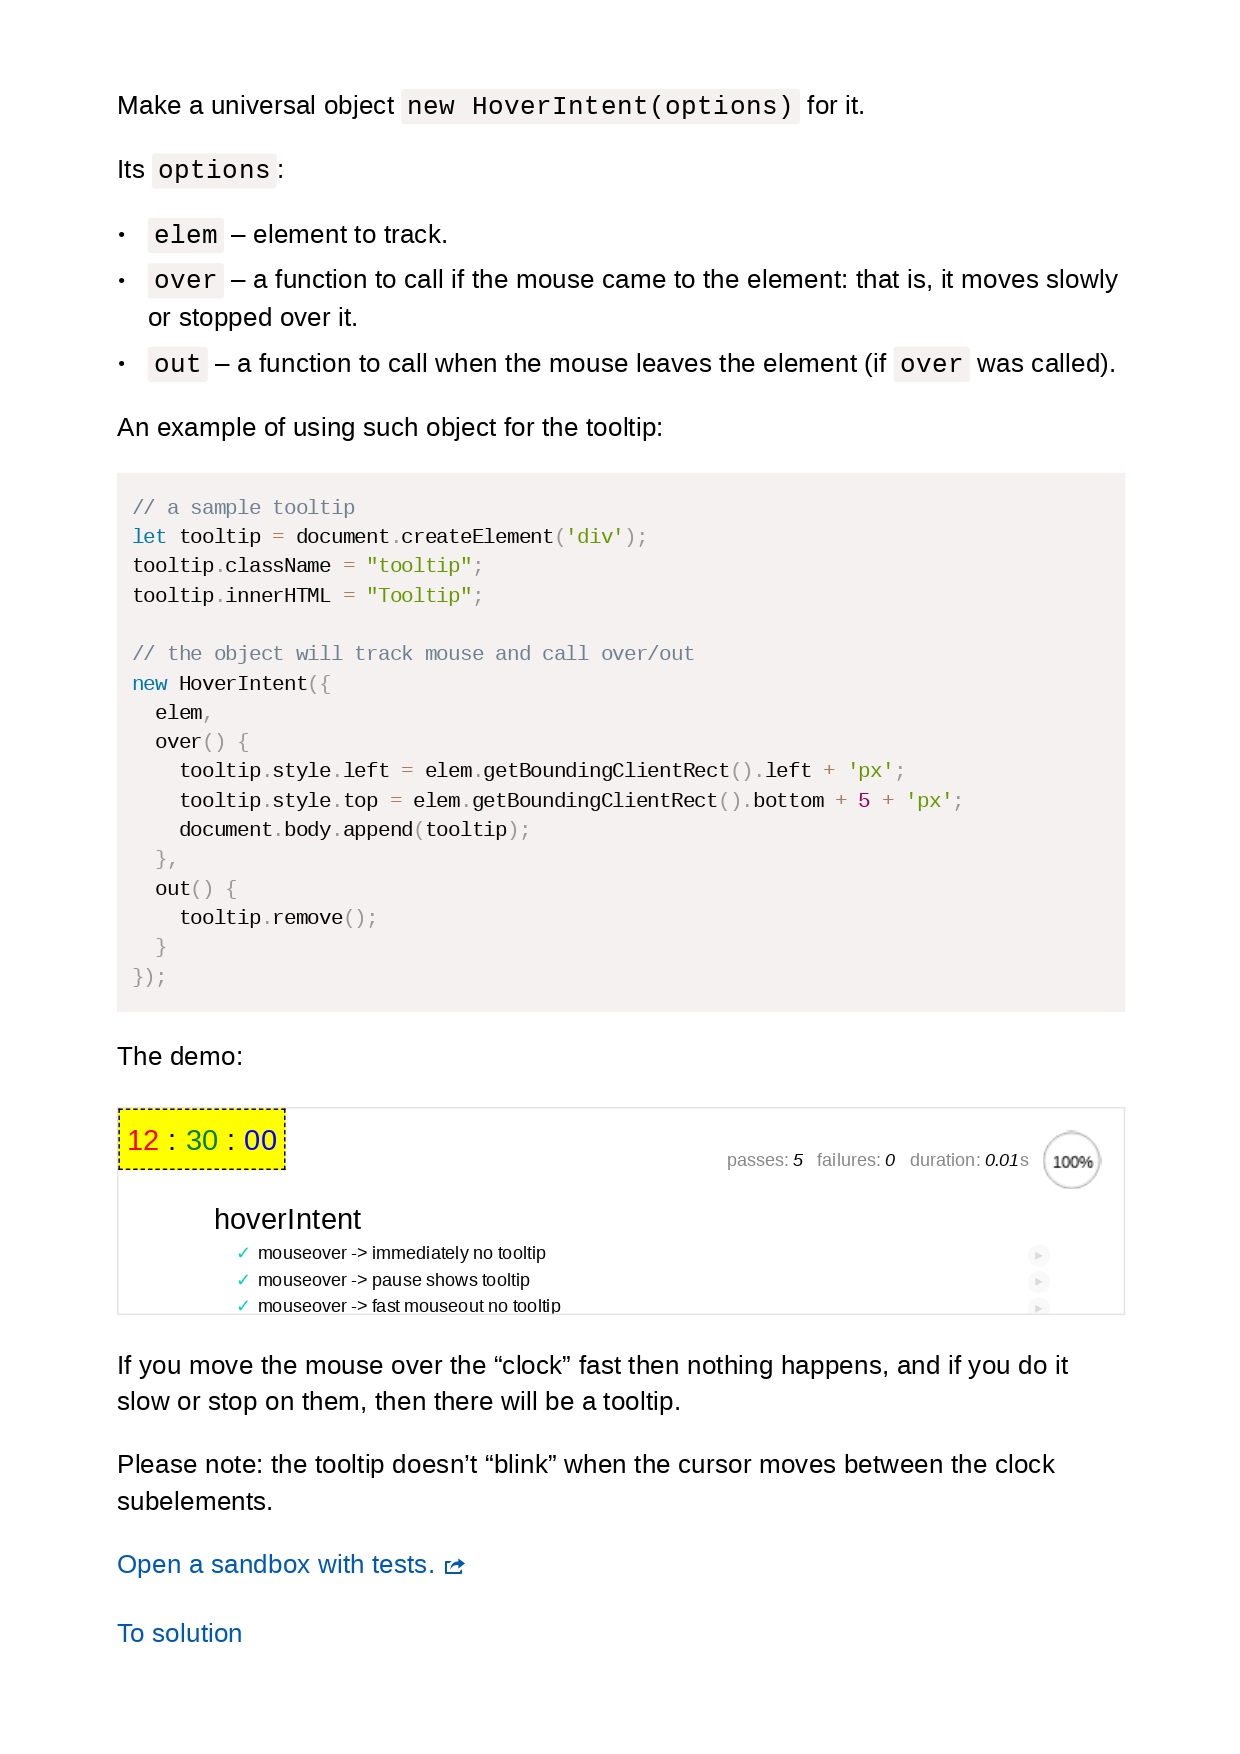 Make a universal object new HoverIntent(options) for it.
Its options:
• elem – element to track.
• over – a function to call if the mouse came to the element: that is, it moves slowly
or stopped over it.
• out – a function to call when the mouse leaves the element (if over was called).
An example of using such object for the tooltip:
// a sample tooltip
let tooltip = document.createElement('div');
tooltip.className = "tooltip";
tooltip.innerHTML = "Tooltip";
// the object will track mouse and call over/out
new HoverIntent({
  elem,
  over() {
    tooltip.style.left = elem.getBoundingClientRect().left + 'px';
    tooltip.style.top = elem.getBoundingClientRect().bottom + 5 + 'px';
    document.body.append(tooltip);
  },
  out() {
    tooltip.remove();
  }
});
The demo:
12 : 30 : 00
passes: 5 failures: 0 duration: 0.01s 100%
hoverIntent
✓ mouseover -> immediately no tooltip
✓ mouseover -> pause shows tooltip
✓ mouseover -> fast mouseout no tooltip
If you move the mouse over the “clock” fast then nothing happens, and if you do it
slow or stop on them, then there will be a tooltip.
Please note: the tooltip doesn’t “blink” when the cursor moves between the clock
subelements.
Open a sandbox with tests.
To solution